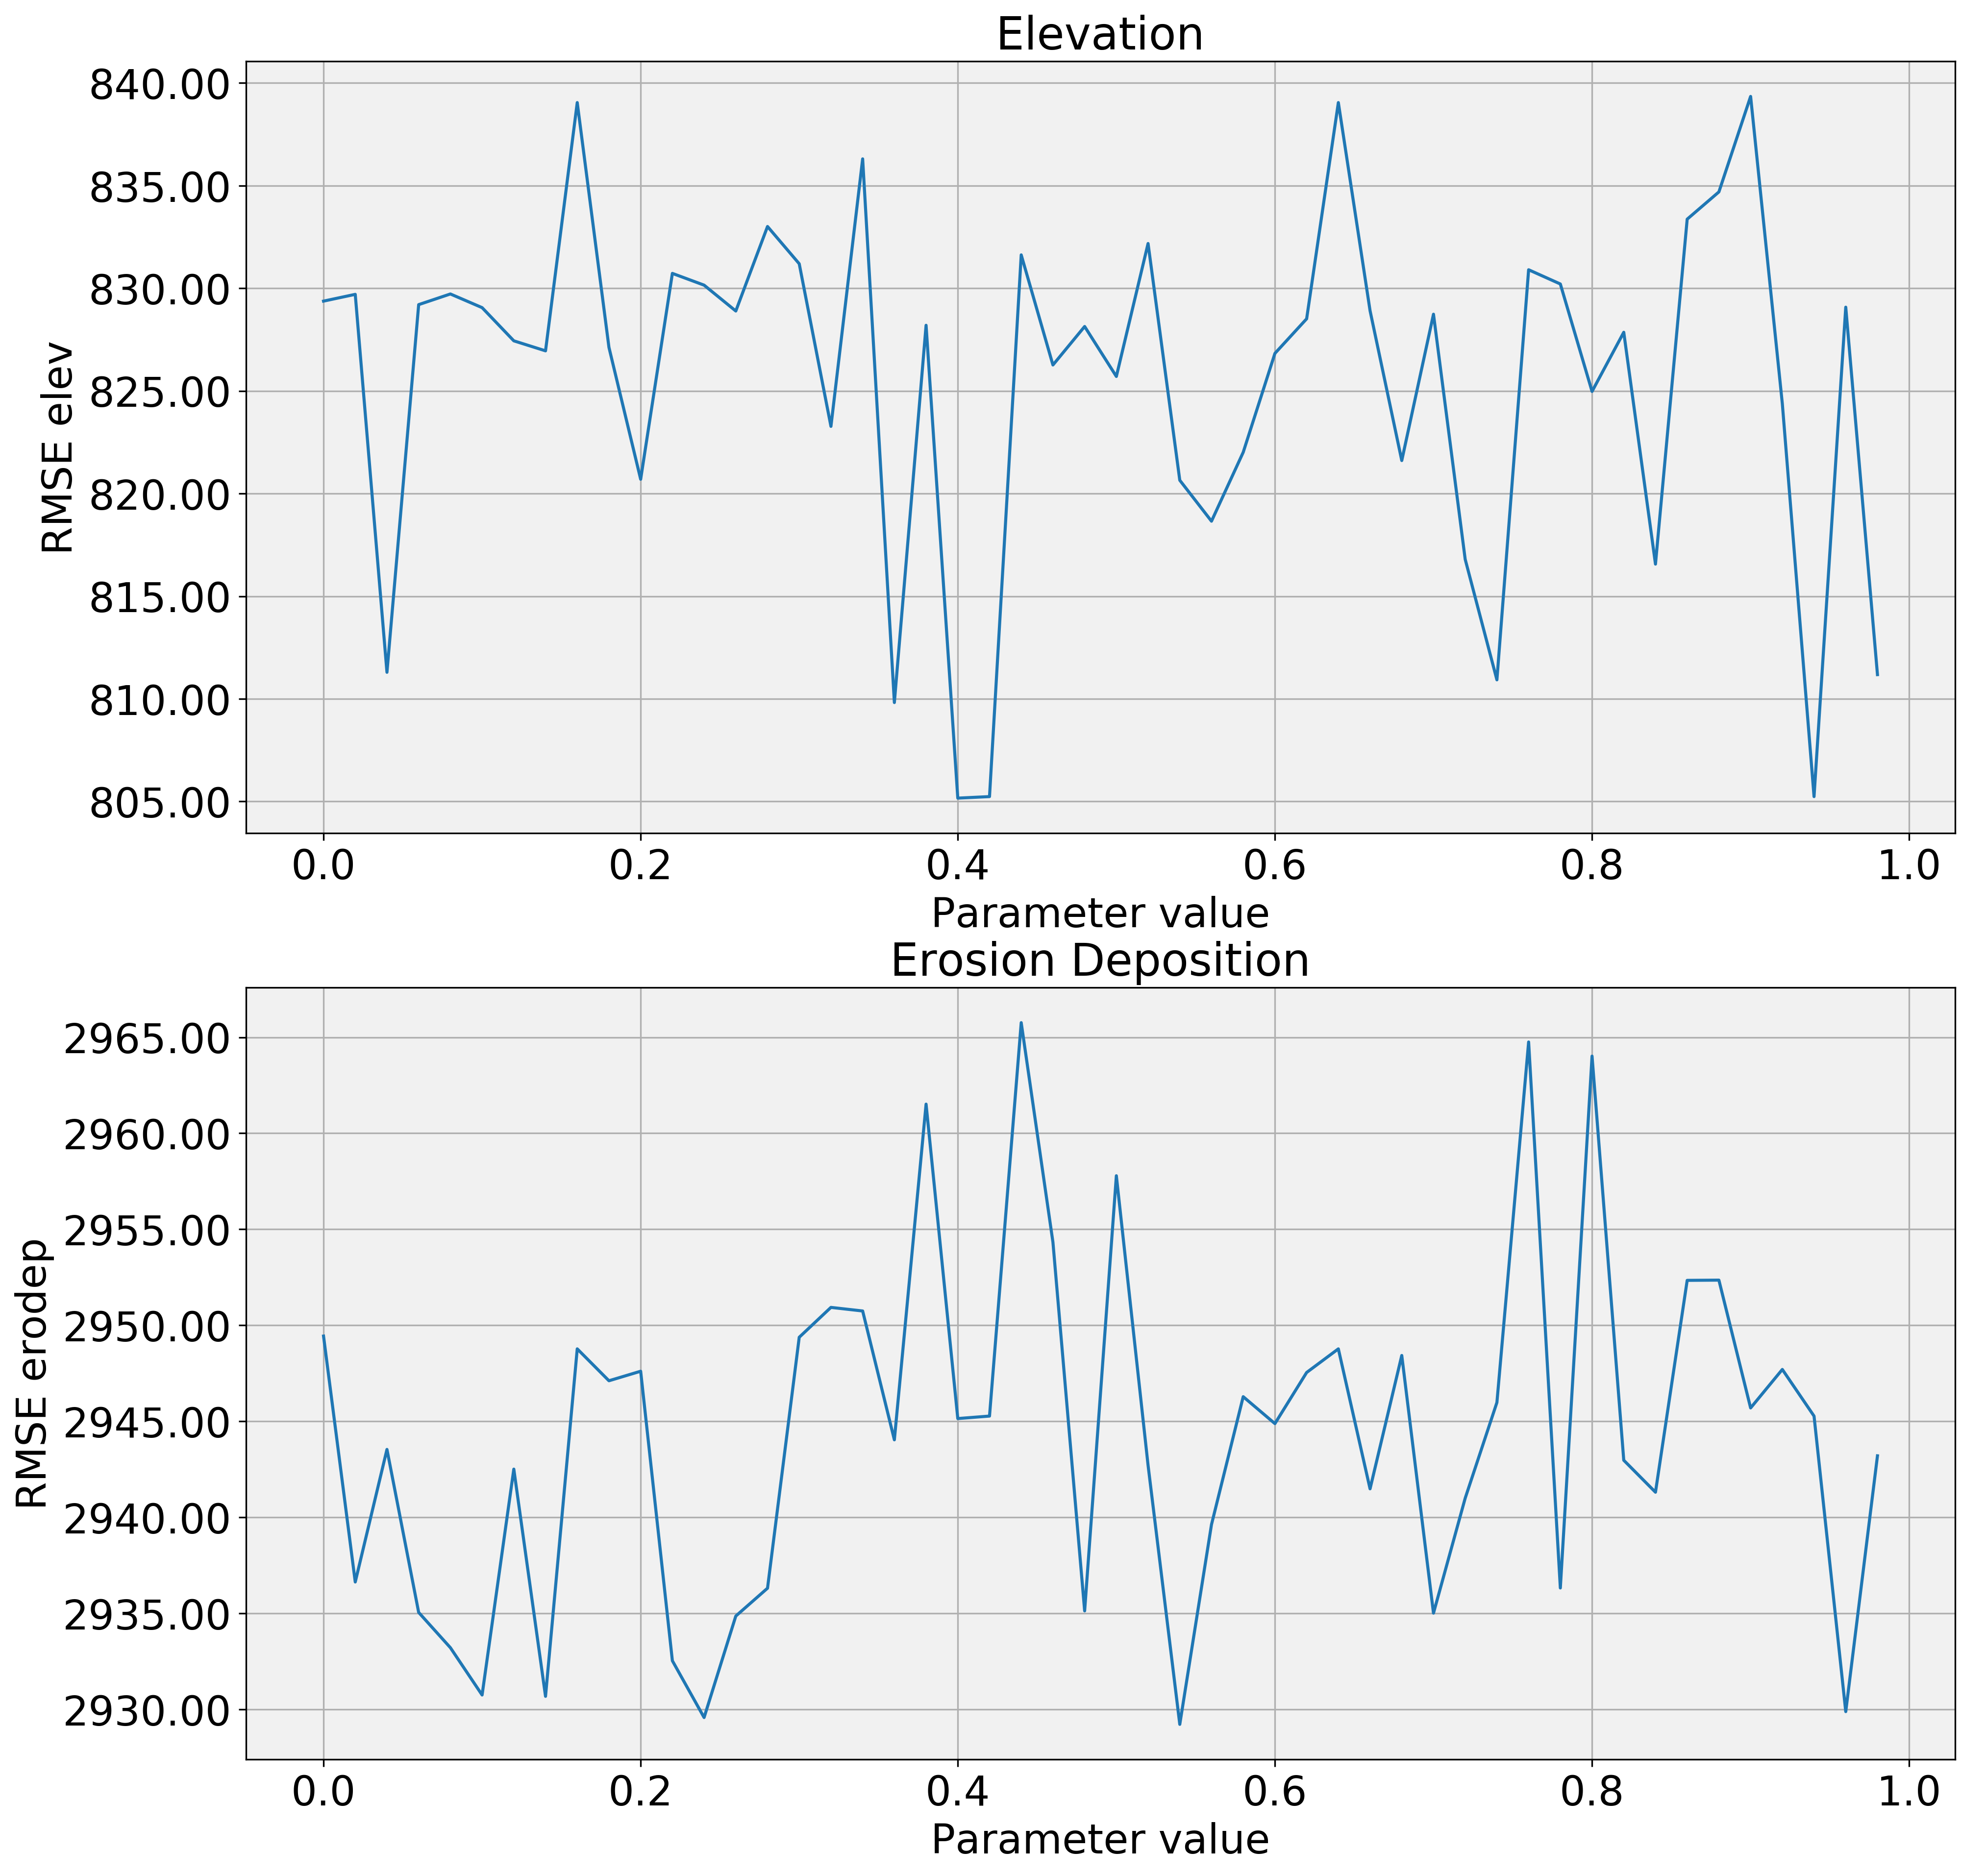 Elevation
840.00
835.00
830.00
825.00
820.00
815.00
810.00
805.00
RMSE elev
0.0 0.2 0.4 0.6 0.8 1.0
Parameter value
Erosion Deposition
2965.00
2960.00
2955.00
2950.00
2945.00
2940.00
2935.00
2930.00
RMSE erodep
0.0 0.2 0.4 0.6 0.8 1.0
Parameter value